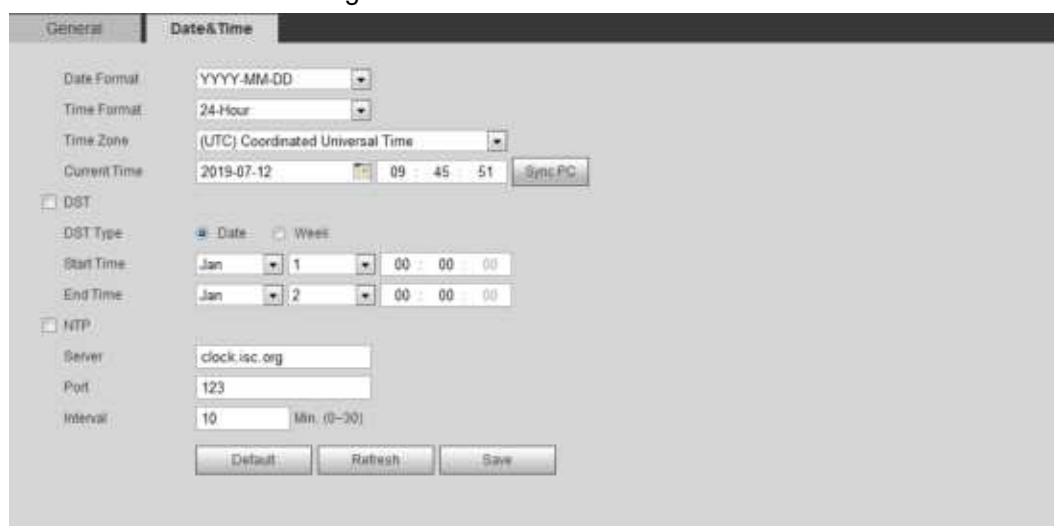 General Date&Time
Date Format YYYY-MM-DD
Time Format 24-Hour
Time Zone (UTC) Coordinated Universal Time
Current Time 2019-07-12 09 : 45 : 51 Sync PC
DST
DST Type Date Week
Start Time Jan 1 00 : 00 : 00
End Time Jan 2 00 : 00 : 00
NTP
Server clock.isc.org
Port 123
Interval 10 Min. (0~30)
Default Refresh Save